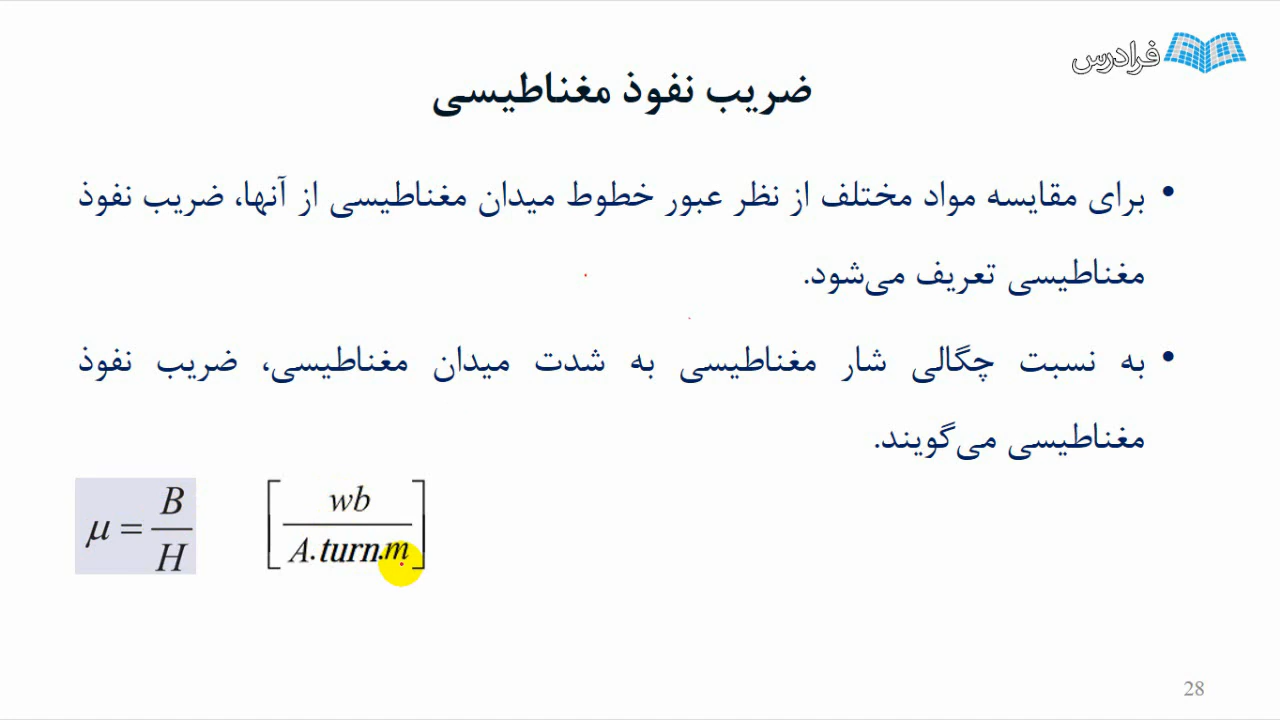 فرادرس
ضریب نفوذ مغناطیسی
• برای مقایسه مواد مختلف از نظر عبور خطوط میدان مغناطیسی از آنها، ضریب نفوذ
مغناطیسی تعریف می‌شود.
• به نسبت چگالی شار مغناطیسی به شدت میدان مغناطیسی، ضریب نفوذ
مغناطیسی می‌گویند.
μ = B / H [wb / A.turn.m]
28